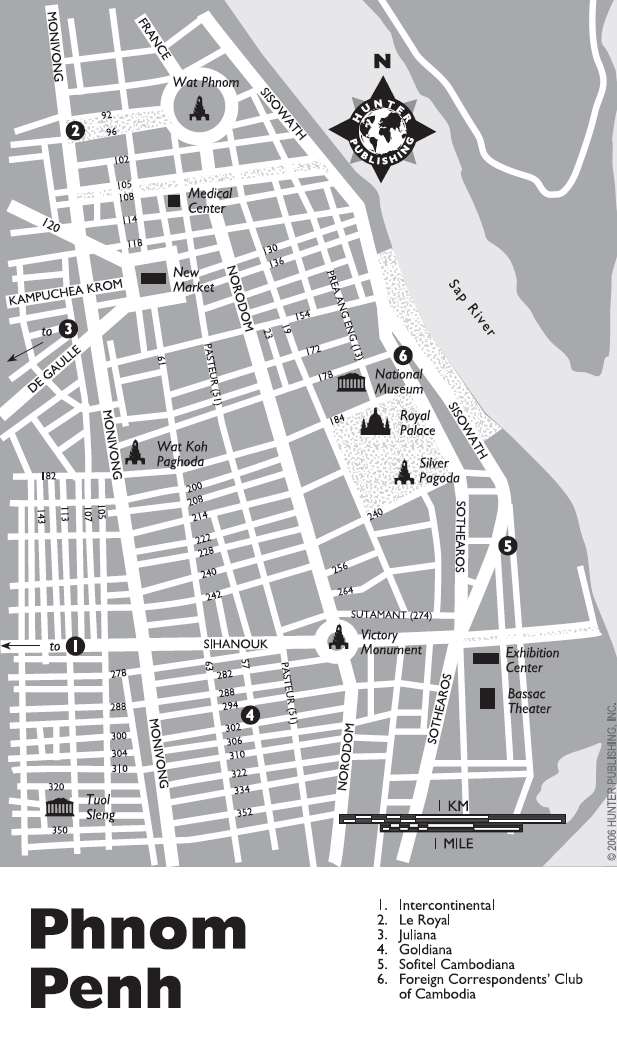 MONIVONG
FRANCE
Wat Phnom
SISOWATH
N
HUNTER
PUBLISHING
92
2
96
102
105
108
Medical
Center
114
120
118
130
136
New
Market
KAMPUCHEA KROM
NORODOM
PREA ANG ENG (13)
Sap River
to 3
DE GAULLE
154
23
19
172
61
PASTEUR (51)
178
6
National
Museum
184
Royal
Palace
SISOWATH
MONIVONG
Wat Koh
Paghoda
Silver
Pagoda
182
143
113
107
105
200
208
214
222
228
240
242
240
SOTHEAROS
5
256
264
SUTAMANT (274)
to 1
SIHANOUK
Victory
Monument
Exhibition
Center
Bassac
Theater
63
57
PASTEUR (51)
278
282
288
288
294
4
302
300
306
304
310
310
322
334
352
MONIVONG
NORODOM
SOTHEAROS
320
Tuol
Sleng
350
1 KM
1 MILE
© 2006 HUNTER PUBLISHING, INC.
Phnom
Penh
1. Intercontinental
2. Le Royal
3. Juliana
4. Goldiana
5. Sofitel Cambodiana
6. Foreign Correspondents' Club
of Cambodia